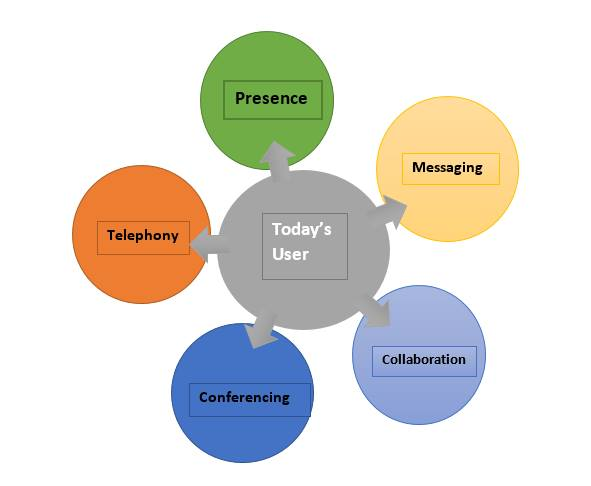 Presence
Messaging
Telephony
Today's
User
Collaboration
Conferencing